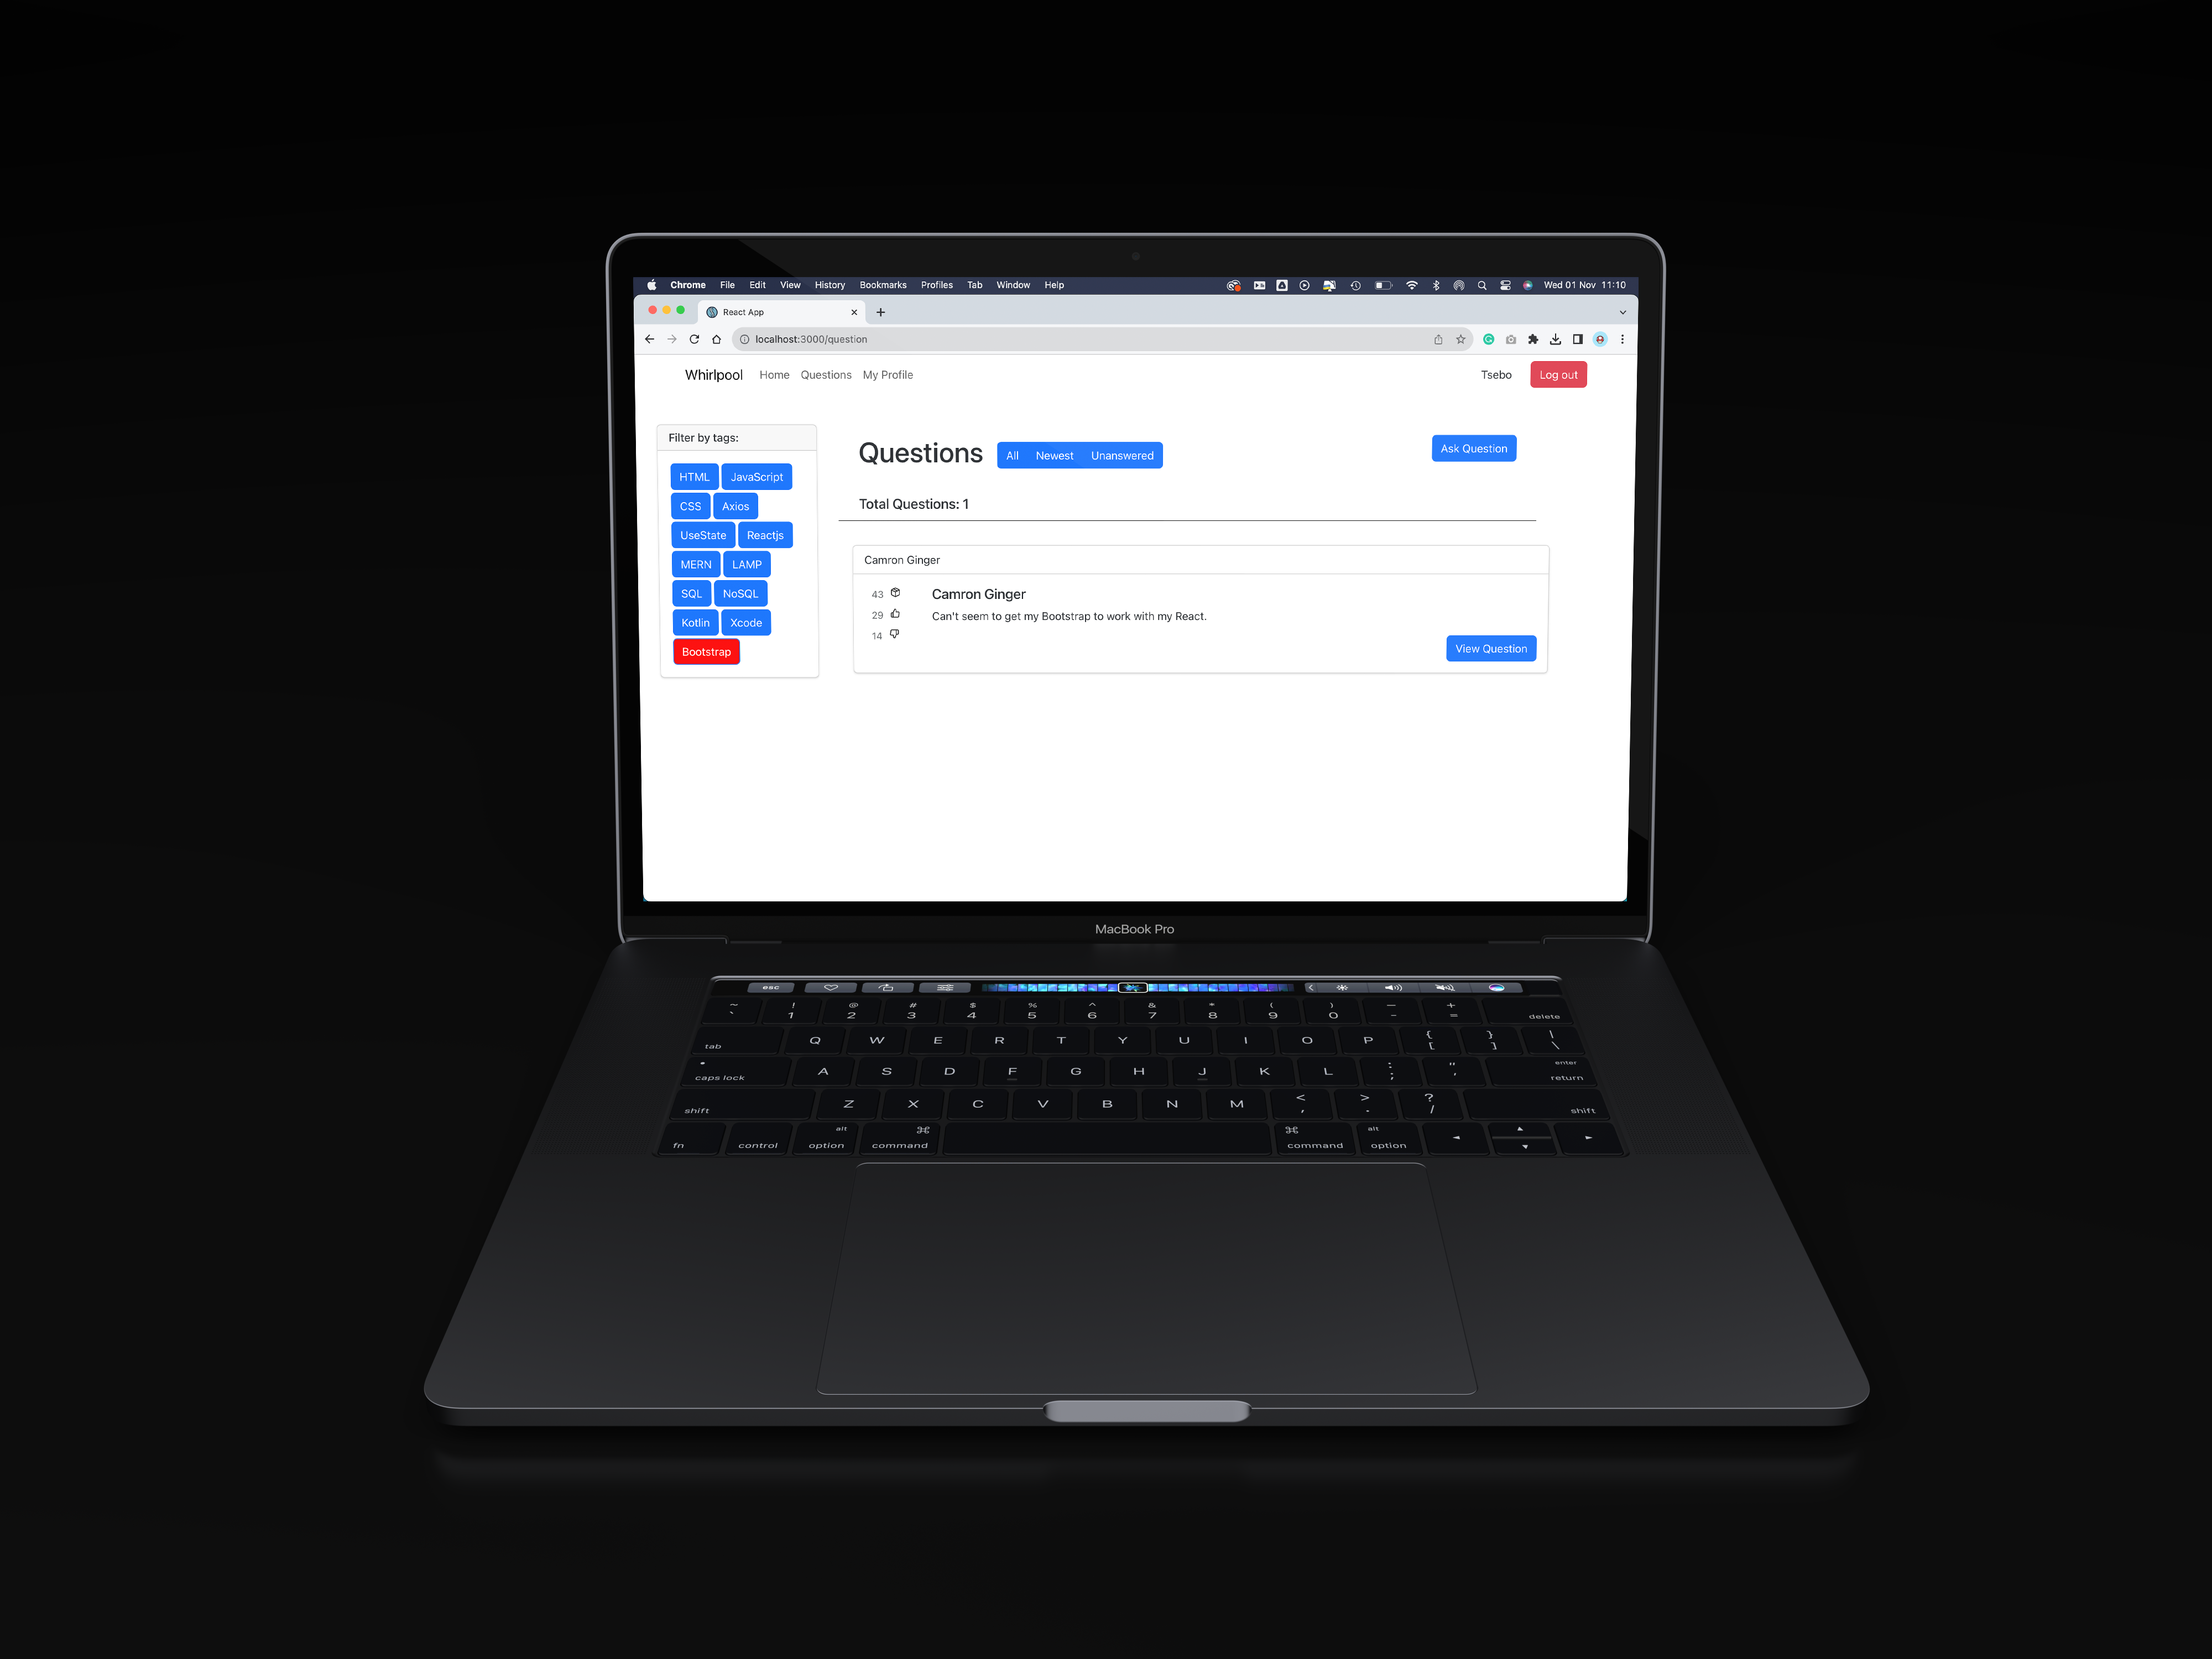 Chrome File Edit View History Bookmarks Profiles Tab Window Help Wed 01 Nov 11:10
React App
localhost:3000/question
Whirlpool Home Questions My Profile Tsebo Log out
Filter by tags:
HTML JavaScript
CSS Axios
UseState Reactjs
MERN LAMP
SQL NoSQL
Kotlin Xcode
Bootstrap
Questions All Newest Unanswered Ask Question
Total Questions: 1
Camron Ginger
43 Camron Ginger
29 Can't seem to get my Bootstrap to work with my React.
14
View Question
MacBook Pro
esc
~ ! @ # $ % ^ & * ( ) — +
` 1 2 3 4 5 6 7 8 9 0 - = delete
tab Q W E R T Y U I O P { [ } ] | \
caps lock A S D F G H J K L : ; " ' enter return
shift Z X C V B N M < , > . ? / shift
fn control alt option ⌘ command ⌘ command alt option